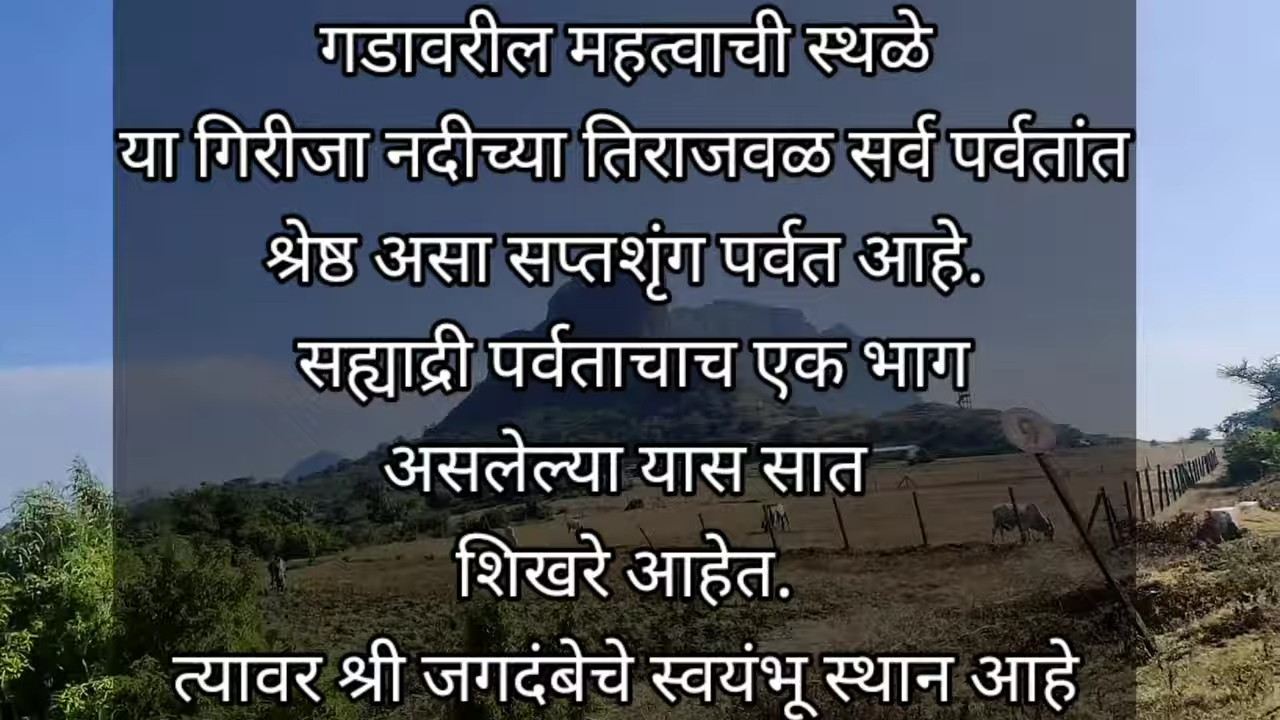 गडावरील महत्वाची स्थळे
या गिरीजा नदीच्या तिराजवळ सर्व पर्वतांत
श्रेष्ठ असा सप्तशृंग पर्वत आहे.
सह्याद्री पर्वताचाच एक भाग
असलेल्या यास सात
शिखरे आहेत.
त्यावर श्री जगदंबेचे स्वयंभू स्थान आहे